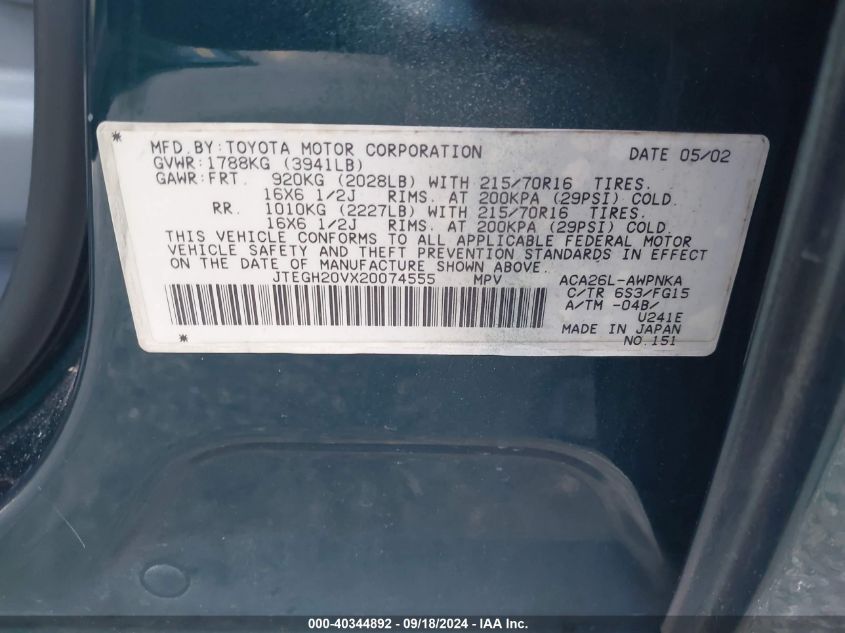 * MFD. BY: TOYOTA MOTOR CORPORATION DATE 05/02
GVWR: 1788KG (3941LB)
GAWR: FRT. 920KG (2028LB) WITH 215/70R16 TIRES.
16X6 1/2J RIMS. AT 200KPA (29PSI) COLD.
RR. 1010KG (2227LB) WITH 215/70R16 TIRES.
16X6 1/2J RIMS. AT 200KPA (29PSI) COLD.
THIS VEHICLE CONFORMS TO ALL APPLICABLE FEDERAL MOTOR
VEHICLE SAFETY AND THEFT PREVENTION STANDARDS IN EFFECT
ON THE DATE OF MANUFACTURE SHOWN ABOVE.
JTEGH20VX20074555 MPV ACA26L-AWPNKA
C/TR 6S3/FG15
A/TM -04B/
U241E
MADE IN JAPAN
* NO.151
000-40344892 - 09/18/2024 - IAA Inc.